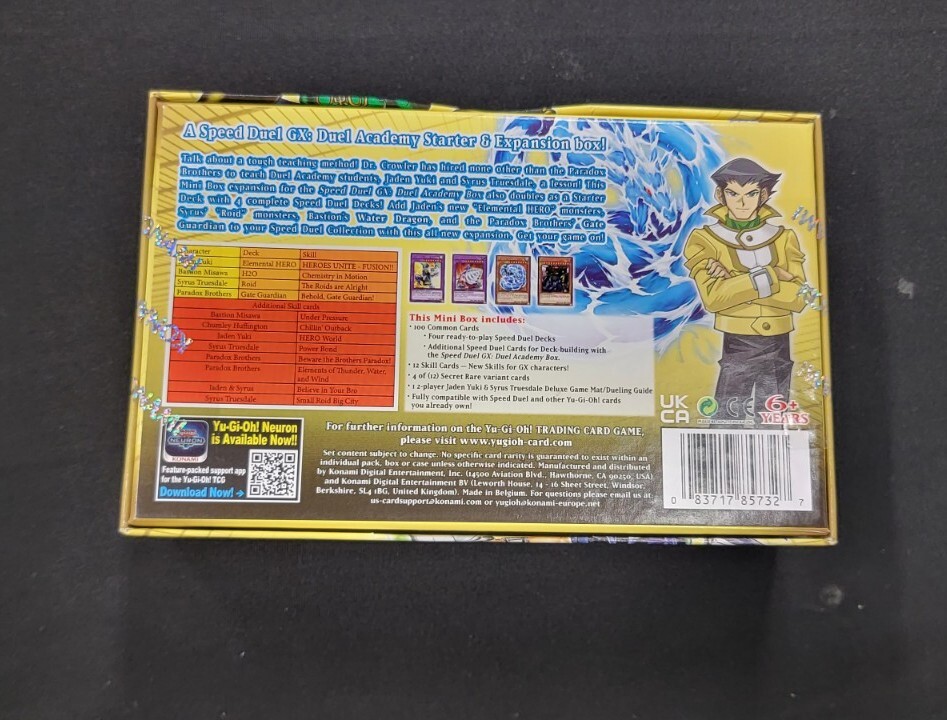 A Speed Duel GX: Duel Academy Starter & Expansion box!
Talk about a tough teaching method! Dr. Crowler has hired none other than the Paradox
Brothers to teach Duel Academy students, Jaden Yuki and Syrus Truesdale, a lesson! This
Mini Box expansion for the Speed Duel GX: Duel Academy Box also doubles as a Starter
Deck with 4 complete Speed Duel Decks! Add Jaden's new "Elemental HERO" monsters,
Syrus' "Roid" monsters, Bastion's Water Dragon, and the Paradox Brothers' Gate
Guardian to your Speed Duel Collection with this all new expansion. Get your game on!
Character Deck Skill
Yuki Elemental HERO HEROES UNITE - FUSION!!
Bastion Misawa H2O Chemistry in Motion
Syrus Truesdale Roid The Roids are Alright
Paradox Brothers Gate Guardian Behold, Gate Guardian!
Additional Skill cards
Bastion Misawa Under Pressure
Chumley Huffington Chillin' Outback
Jaden Yuki HERO World
Syrus Truesdale Power Bond
Paradox Brothers Beware the Brothers Paradox!
Paradox Brothers Elements of Thunder, Water,
and Wind
Jaden & Syrus Believe in Your Bro
Syrus Truesdale Small Roid Big City
This Mini Box includes:
• 100 Common Cards
• Four ready-to-play Speed Duel Decks
• Additional Speed Duel Cards for Deck-building with
the Speed Duel GX: Duel Academy Box.
• 12 Skill Cards — New Skills for GX characters!
• 4 of (12) Secret Rare variant cards
• 1 2-player Jaden Yuki & Syrus Truesdale Deluxe Game Mat/Dueling Guide
• Fully compatible with Speed Duel and other Yu-Gi-Oh! cards
you already own!
UK
CA
CE
6+
YEARS
NEURON
KONAMI
Yu-Gi-Oh! Neuron
is Available Now!!
Feature-packed support app
for the Yu-Gi-Oh! TCG
Download Now!
For further information on the Yu-Gi-Oh! TRADING CARD GAME,
please visit www.yugioh-card.com
Set content subject to change. No specific card rarity is guaranteed to exist within an
individual pack, box or case unless otherwise indicated. Manufactured and distributed
by Konami Digital Entertainment, Inc. (14500 Aviation Blvd., Hawthorne, CA 90250, USA)
and Konami Digital Entertainment BV (Leworth House, 14 - 16 Sheet Street, Windsor,
Berkshire, SL4 1BG, United Kingdom). Made in Belgium. For questions please email us at
us-cardsupport@konami.com or yugioh@konami-europe.net
0 83717 85732 7